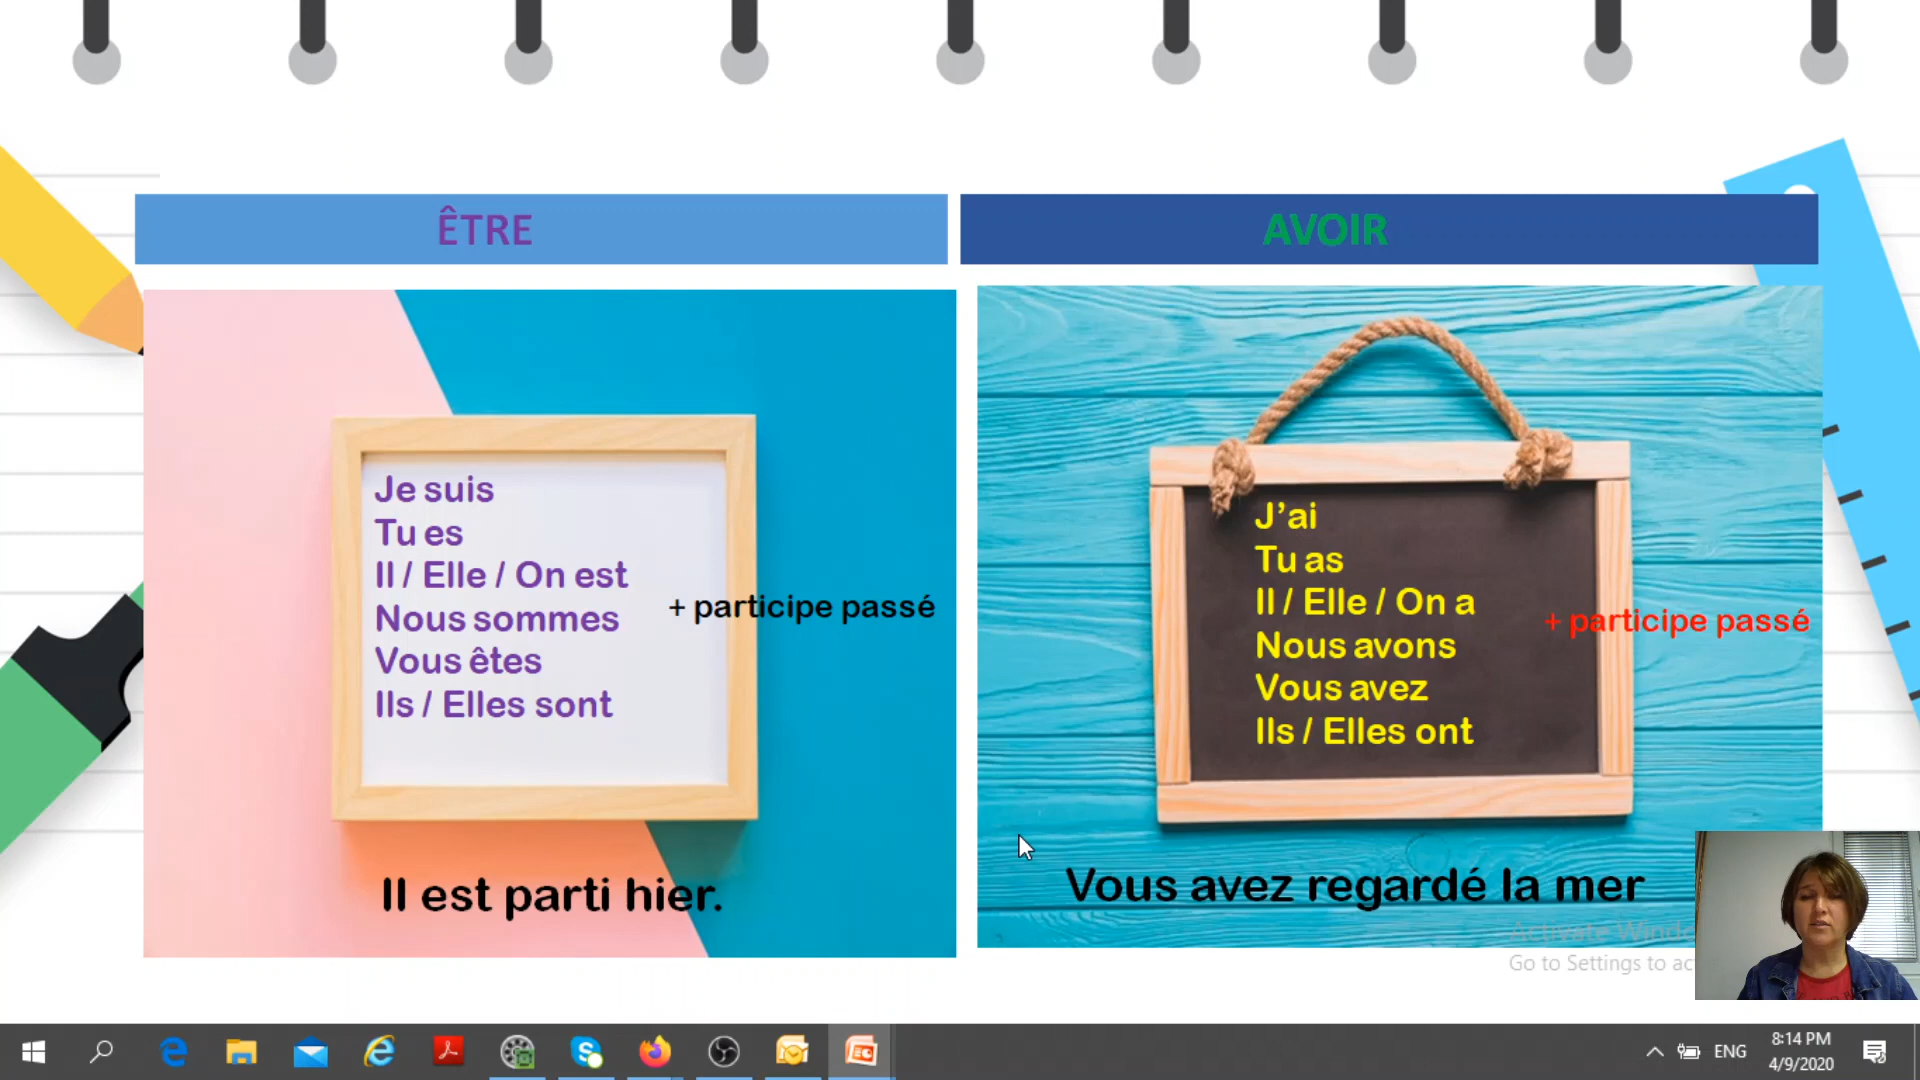 ÊTRE
AVOIR
Je suis
Tu es
Il / Elle / On est
Nous sommes
Vous êtes
Ils / Elles sont
+ participe passé
Il est parti hier.
J’ai
Tu as
Il / Elle / On a
Nous avons
Vous avez
Ils / Elles ont
+ participe passé
Vous avez regardé la mer
Activate
Go to Settings to
ENG
8:14 PM
4/9/2020